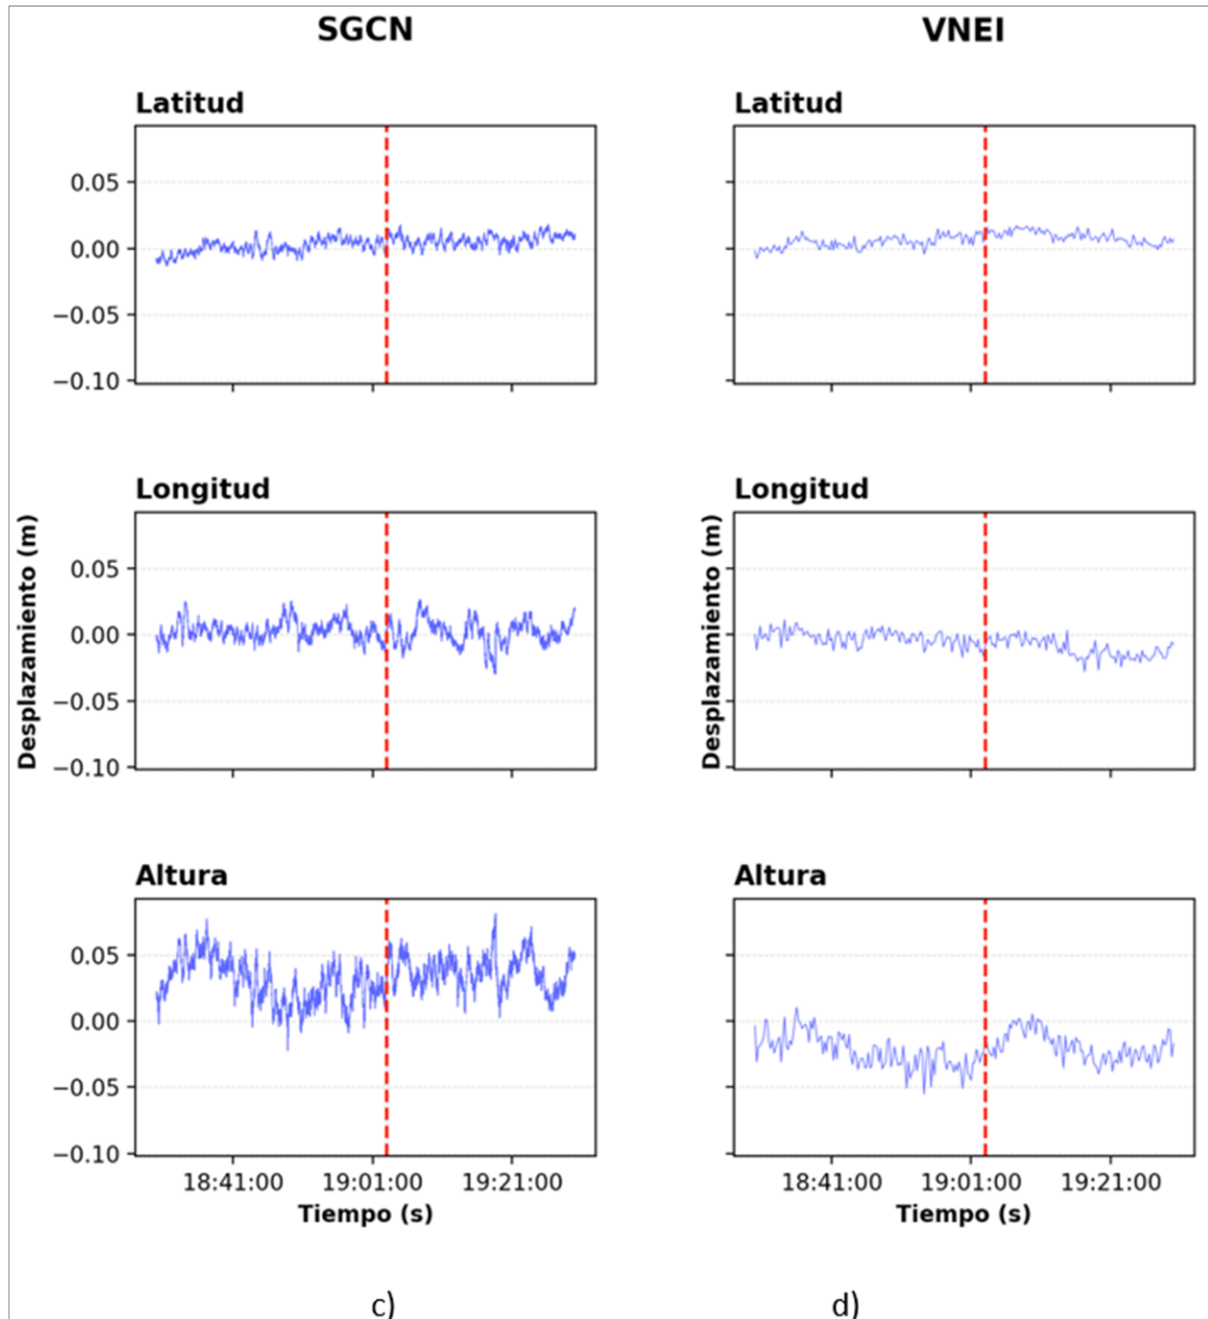 SGCN VNEI
Latitud Latitud
0.05
0.00
−0.05
−0.10
Longitud Longitud
Desplazamiento (m) Desplazamiento (m)
0.05
0.00
−0.05
−0.10
Altura Altura
0.05
0.00
−0.05
−0.10
18:41:00 19:01:00 19:21:00 18:41:00 19:01:00 19:21:00
Tiempo (s) Tiempo (s)
c) d)